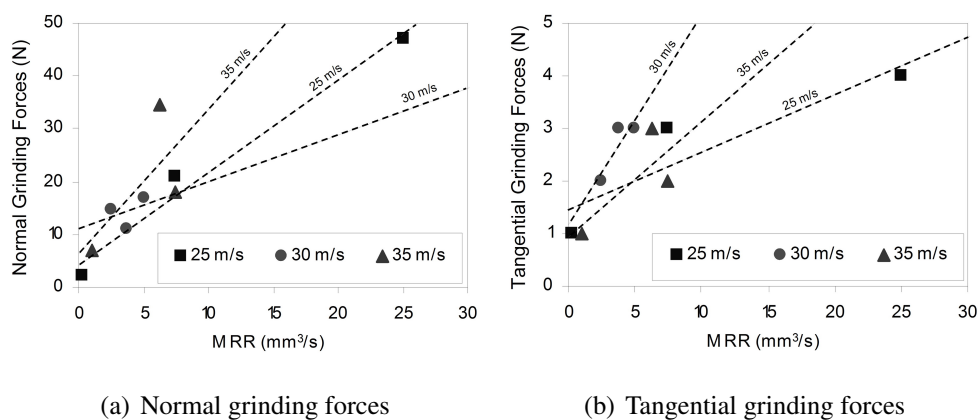 Normal Grinding Forces (N)
50
40
30
20
10
0
0 5 10 15 20 25 30
MRR (mm³/s)
35 m/s
25 m/s
30 m/s
25 m/s 30 m/s 35 m/s
(a) Normal grinding forces
Tangential Grinding Forces (N)
5
4
3
2
1
0
0 5 10 15 20 25 30
MRR (mm³/s)
30 m/s
35 m/s
25 m/s
25 m/s 30 m/s 35 m/s
(b) Tangential grinding forces